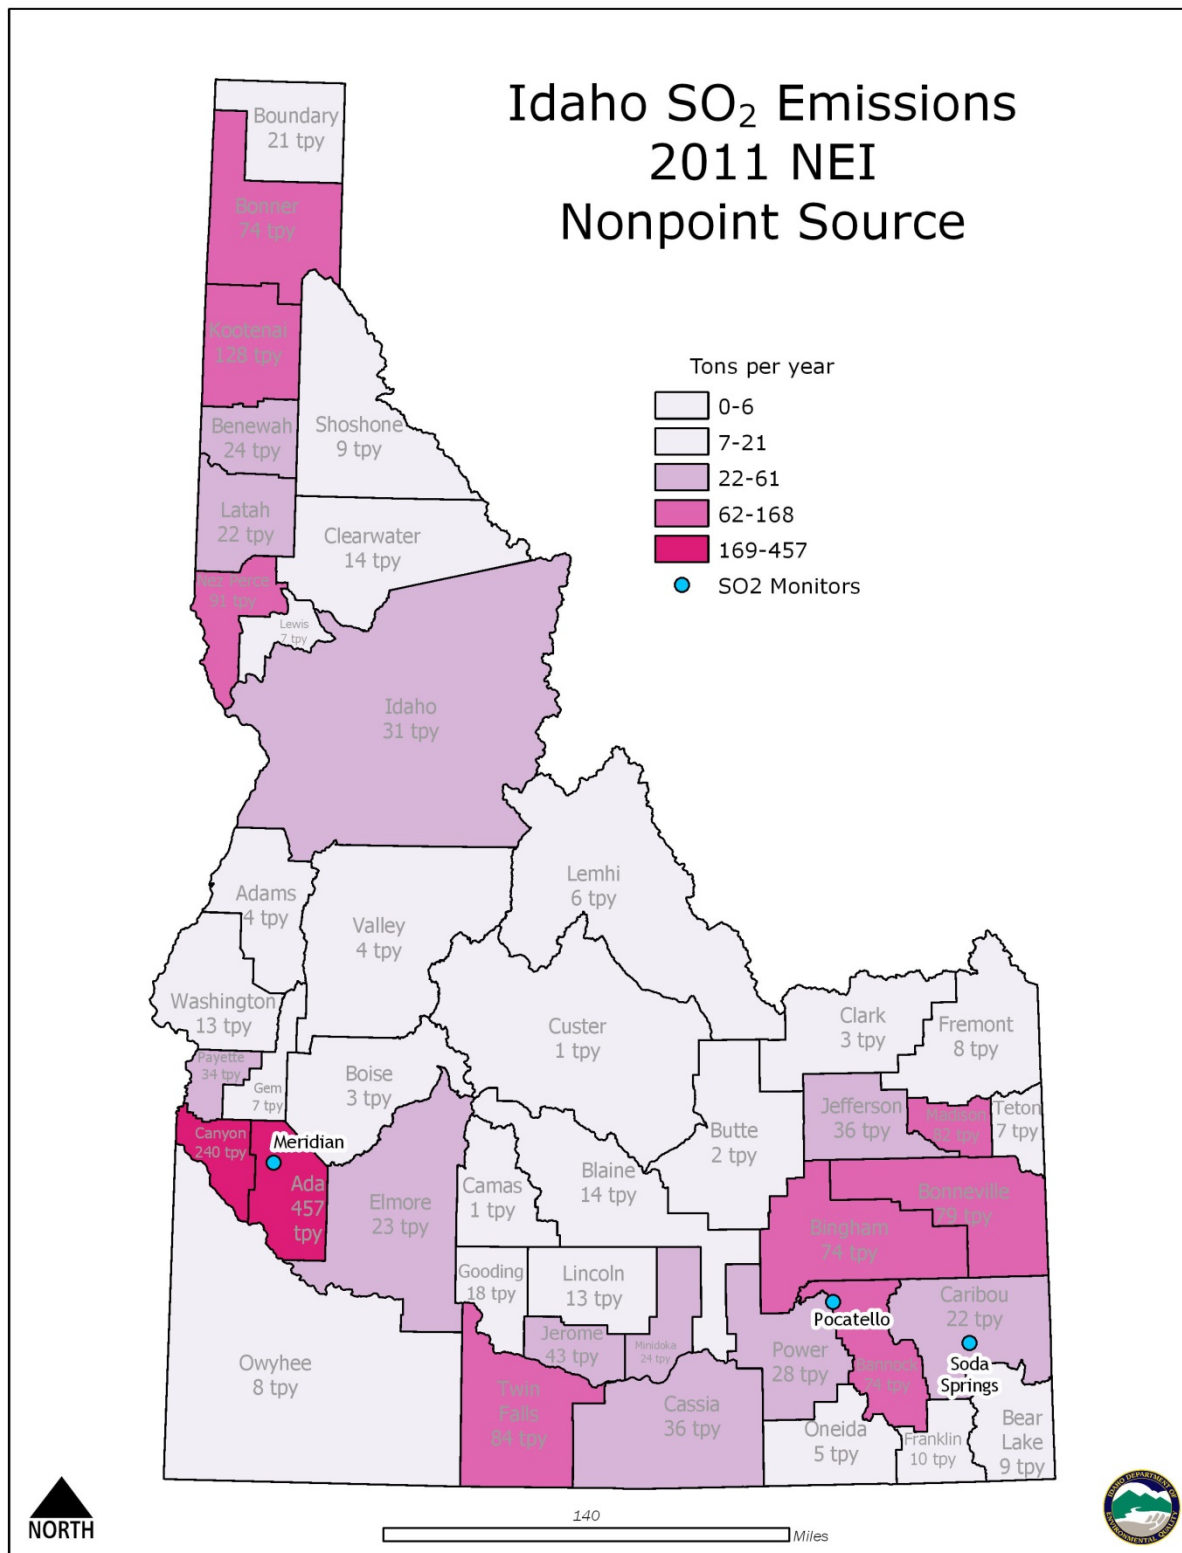 Idaho SO₂ Emissions
2011 NEI
Nonpoint Source
Boundary
21 tpy
Bonner
74 tpy
Kootenai
128 tpy
Tons per year
0-6
7-21
22-61
62-168
169-457
SO2 Monitors
Benewah
24 tpy
Shoshone
9 tpy
Latah
22 tpy
Clearwater
14 tpy
Nez Perce
91 tpy
Lewis
7 tpy
Idaho
31 tpy
Lemhi
6 tpy
Adams
4 tpy
Valley
4 tpy
Washington
13 tpy
Custer
1 tpy
Clark
3 tpy
Fremont
8 tpy
Payette
34 tpy
Gem
7 tpy
Boise
3 tpy
Jefferson
36 tpy
Madison
82 tpy
Teton
7 tpy
Canyon
240 tpy
Meridian
Ada
457
tpy
Elmore
23 tpy
Camas
1 tpy
Blaine
14 tpy
Butte
2 tpy
Bonneville
79 tpy
Bingham
74 tpy
Gooding
18 tpy
Lincoln
13 tpy
Jerome
43 tpy
Minidoka
24 tpy
Pocatello
Caribou
22 tpy
Soda
Springs
Power
28 tpy
Bannock
74 tpy
Owyhee
8 tpy
Twin
Falls
84 tpy
Cassia
36 tpy
Oneida
5 tpy
Franklin
10 tpy
Bear
Lake
9 tpy
NORTH
140
Miles
IDAHO DEPARTMENT OF
ENVIRONMENTAL QUALITY